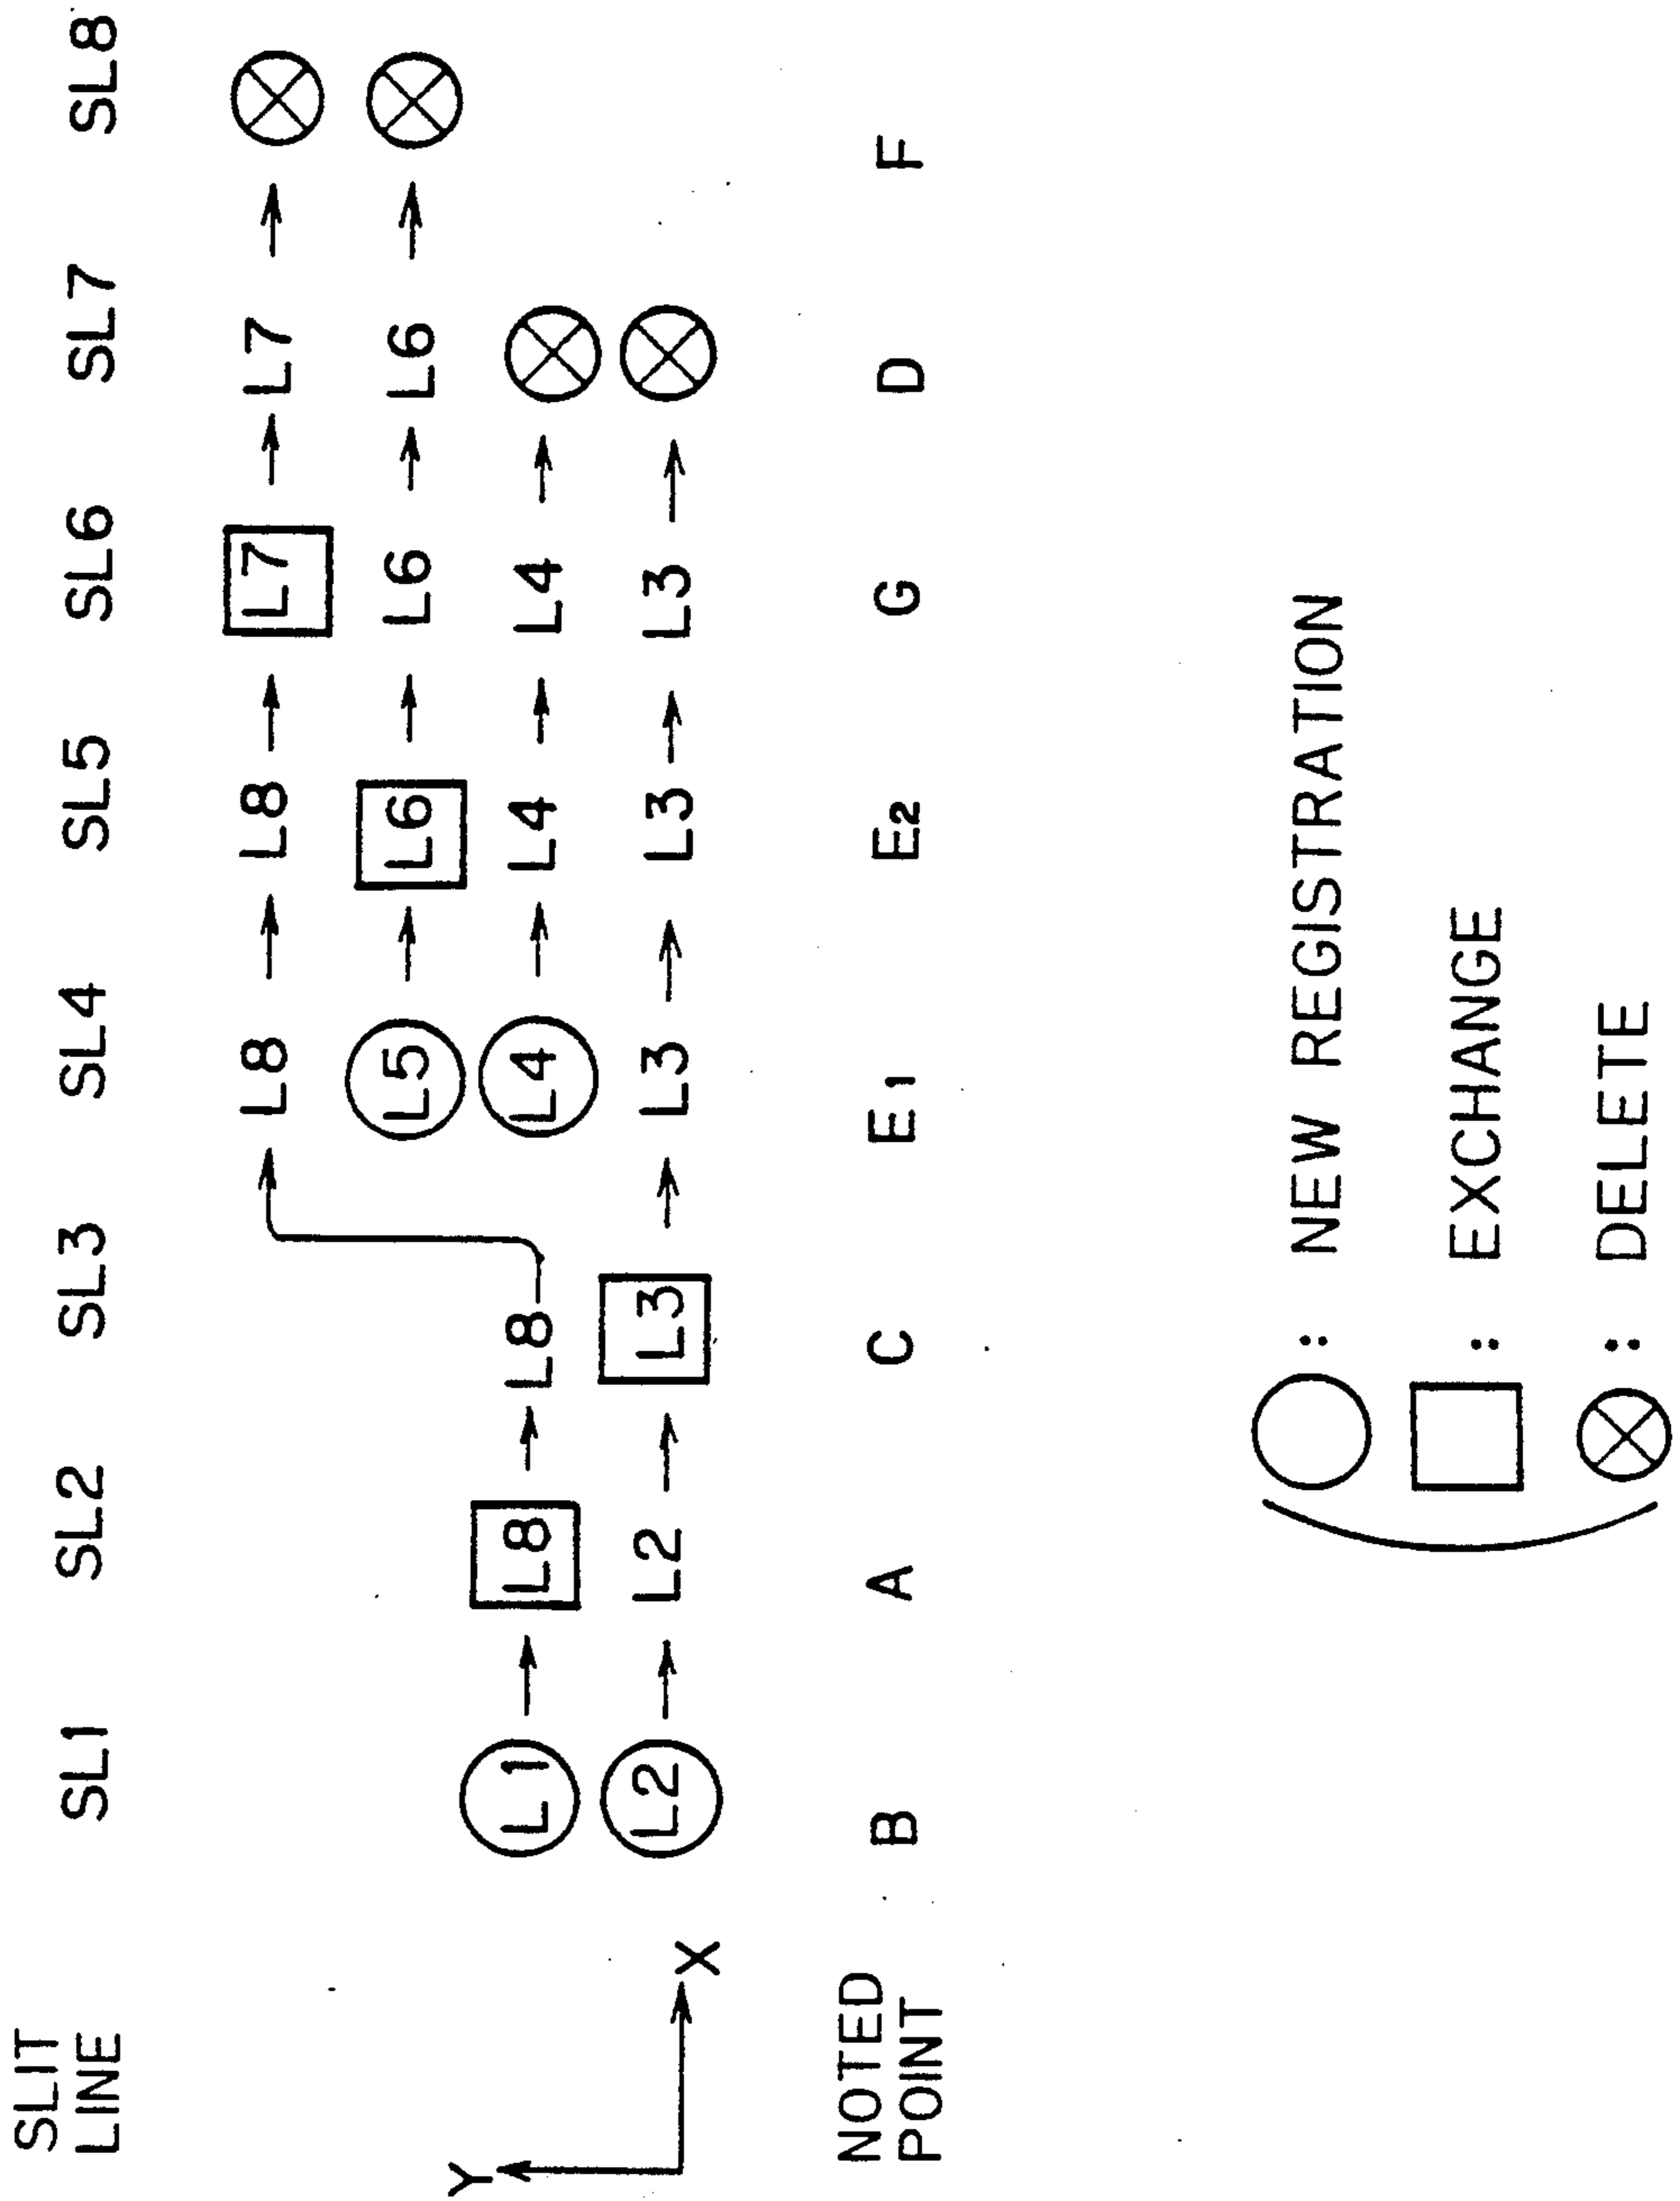 SLIT
LINE
SL1 SL2 SL3 SL4 SL5 SL6 SL7 SL8
L8 L8 L7 L7
L5 L6 L6 L6
L1 L8 L8 L4 L4 L4
L2 L2 L3 L3 L3 L3
Y
X
NOTED
POINT
B A C E1 E2 G D F
: NEW REGISTRATION
: EXCHANGE
: DELETE